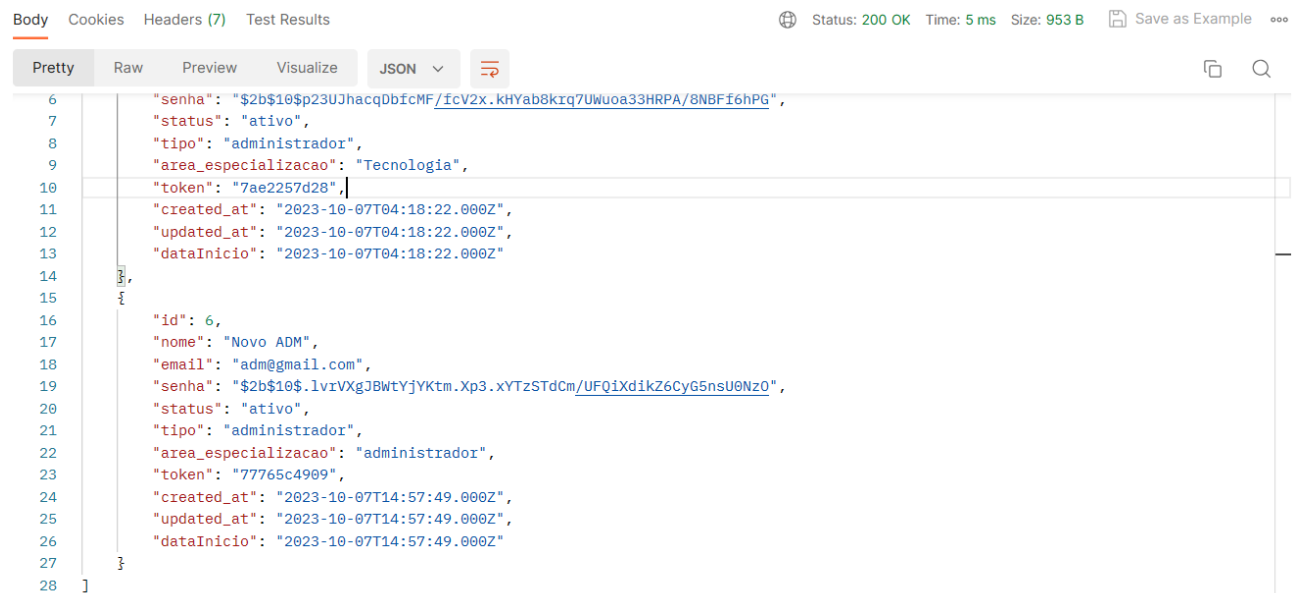 Body Cookies Headers (7) Test Results Status: 200 OK Time: 5 ms Size: 953 B Save as Example
Pretty Raw Preview Visualize JSON
6 "senha": "$2b$10$p23UJhacqDbfcMF/fcV2x.kHYab8krq7UWuoa33HRPA/8NBFf6hPG",
7 "status": "ativo",
8 "tipo": "administrador",
9 "area_especializacao": "Tecnologia",
10 "token": "7ae2257d28",
11 "created_at": "2023-10-07T04:18:22.000Z",
12 "updated_at": "2023-10-07T04:18:22.000Z",
13 "dataInicio": "2023-10-07T04:18:22.000Z"
14 },
15 {
16 "id": 6,
17 "nome": "Novo ADM",
18 "email": "adm@gmail.com",
19 "senha": "$2b$10$.lvrVXgJBWtYjYKtm.Xp3.xYTzSTdCm/UFQiXdikZ6CyG5nsU0NzO",
20 "status": "ativo",
21 "tipo": "administrador",
22 "area_especializacao": "administrador",
23 "token": "77765c4909",
24 "created_at": "2023-10-07T14:57:49.000Z",
25 "updated_at": "2023-10-07T14:57:49.000Z",
26 "dataInicio": "2023-10-07T14:57:49.000Z"
27 }
28 ]